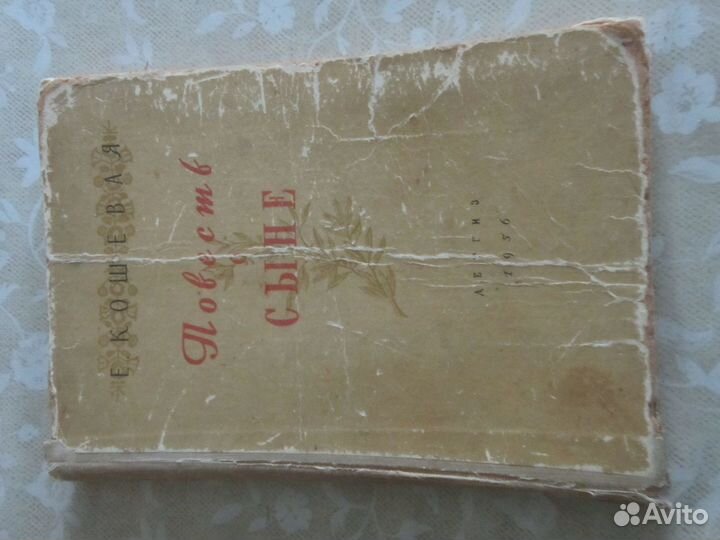 Е. КОШЕВАЯ
Повесть
о
СЫНЕ
ДЕТГИЗ
1956
Avito